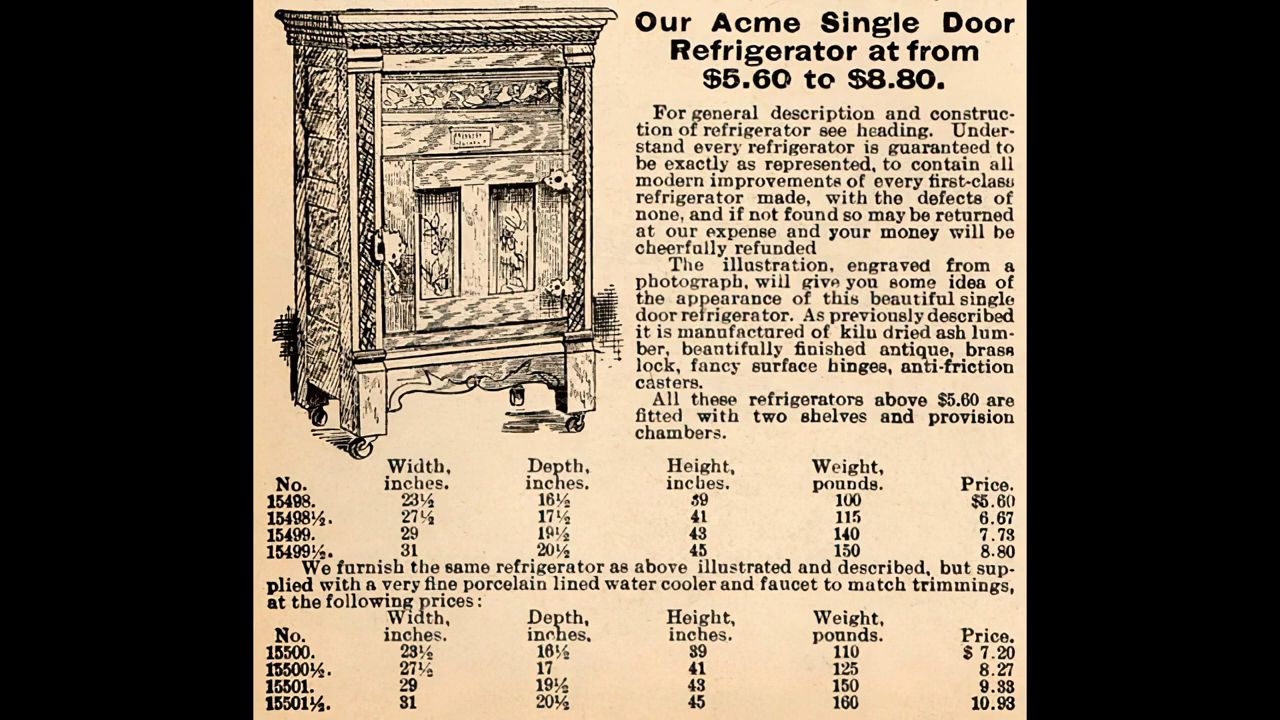 Our Acme Single Door
Refrigerator at from
$5.60 to $8.80.
For general description and construc-
tion of refrigerator see heading. Under-
stand every refrigerator is guaranteed to
be exactly as represented, to contain all
modern improvements of every first-class
refrigerator made, with the defects of
none, and if not found so may be returned
at our expense and your money will be
cheerfully refunded
The illustration, engraved from a
photograph, will give you some idea of
the appearance of this beautiful single
door refrigerator. As previously described
it is manufactured of kiln dried ash lum-
ber, beautifully finished antique, brass
lock, fancy surface hinges, anti-friction
casters.
All these refrigerators above $5.60 are
fitted with two shelves and provision
chambers.
Width, Depth, Height, Weight,
No. inches. inches. inches. pounds. Price.
15498. 23½ 16½ 39 100 $5.60
15498½. 27½ 17½ 41 115 6.67
15499. 29 19½ 43 140 7.73
15499½. 31 20½ 45 150 8.80
We furnish the same refrigerator as above illustrated and described, but sup-
plied with a very fine porcelain lined water cooler and faucet to match trimmings,
at the following prices:
Width, Depth, Height, Weight,
No. inches. inches. inches. pounds. Price.
15500. 23½ 16½ 39 110 $ 7.20
15500½. 27½ 17 41 125 8.27
15501. 29 19½ 43 150 9.33
15501½. 31 20½ 45 160 10.93